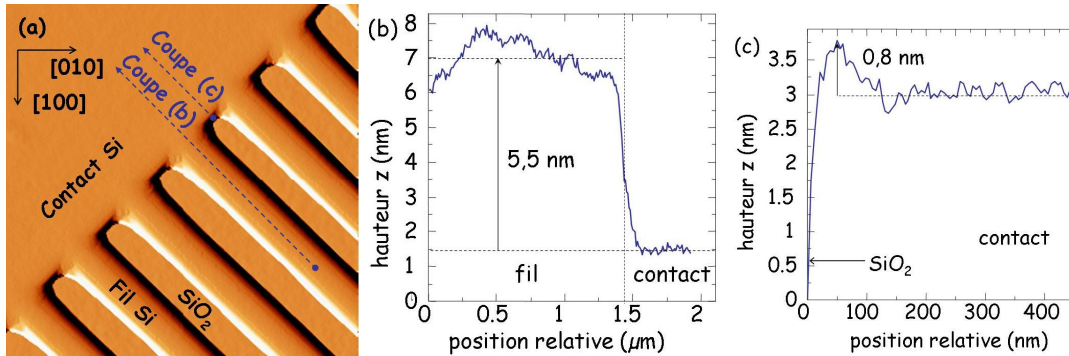 (a)
[010]
[100]
Coupe (c)
Coupe (b)
Contact Si
Fil Si
SiO2
(b)
hauteur z (nm)
8
7
6
5
4
3
2
1
0
5,5 nm
fil
contact
0
0.5
1
1.5
2
position relative (µm)
(c)
hauteur z (nm)
3.5
3
2.5
2
1.5
1
0.5
0
0,8 nm
contact
SiO2
0
100
200
300
400
position relative (nm)